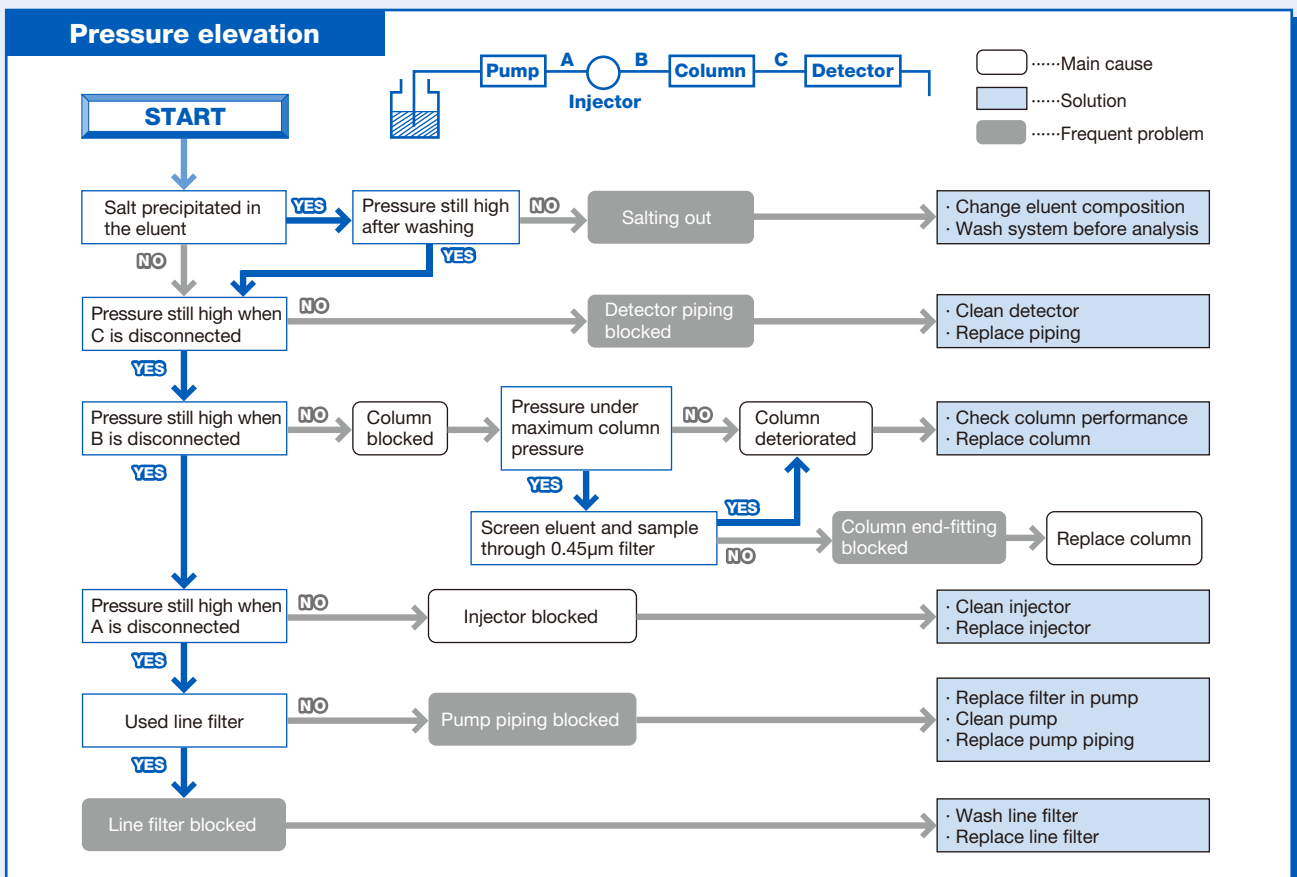 Pressure elevation
A
B
C
Pump
Column
Detector
Injector
······Main cause
······Solution
······Frequent problem
START
Salt precipitated in
the eluent
YES
Pressure still high
after washing
NO
Salting out
· Change eluent composition
· Wash system before analysis
NO
YES
Pressure still high when
C is disconnected
NO
Detector piping
blocked
· Clean detector
· Replace piping
YES
Pressure still high when
B is disconnected
NO
Column
blocked
Pressure under
maximum column
pressure
NO
Column
deteriorated
· Check column performance
· Replace column
YES
YES
Screen eluent and sample
through 0.45µm filter
YES
NO
Column end-fitting
blocked
Replace column
Pressure still high when
A is disconnected
NO
Injector blocked
· Clean injector
· Replace injector
YES
Used line filter
NO
Pump piping blocked
· Replace filter in pump
· Clean pump
· Replace pump piping
YES
Line filter blocked
· Wash line filter
· Replace line filter